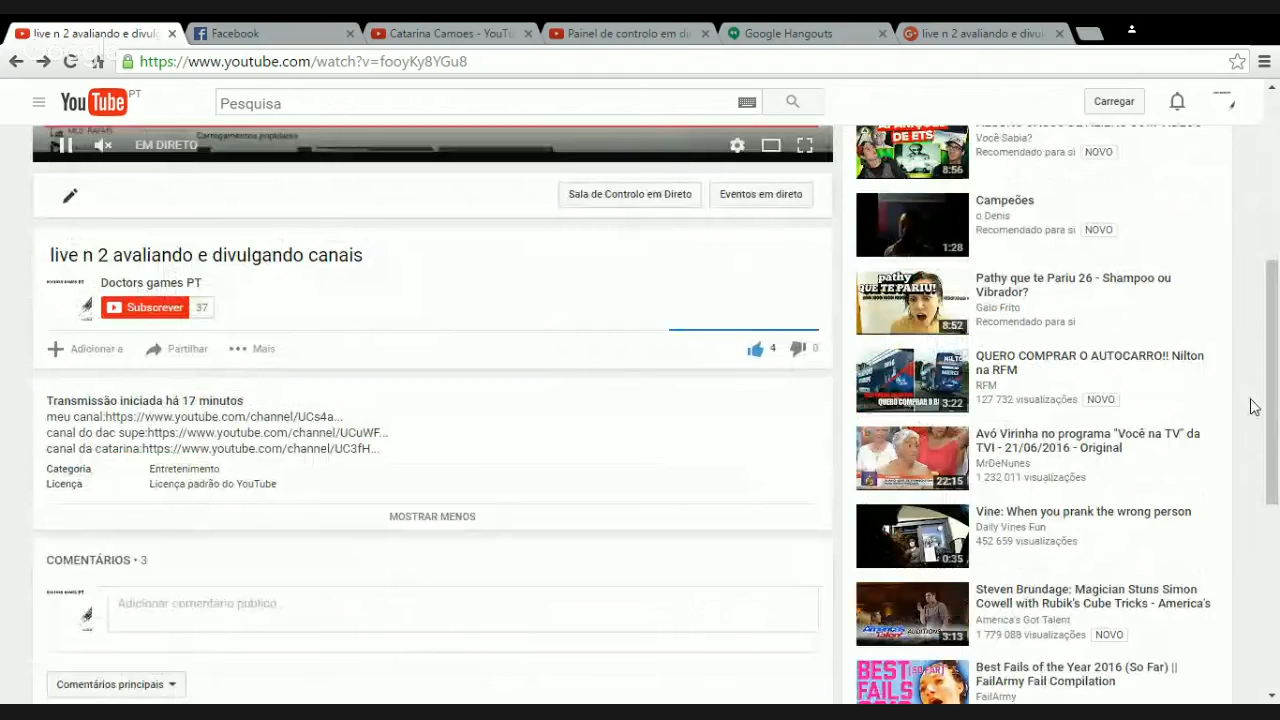 live n 2 avaliando e divulg
Facebook
Catarina Camoes - YouTu
Painel de controlo em di
Google Hangouts
live n 2 avaliando e divul
https://www.youtube.com/watch?v=fooyKy8YGu8
YouTube PT
Pesquisa
Carregar
EM DIRETO
Sala de Controlo em Direto
Eventos em direto
live n 2 avaliando e divulgando canais
Doctors games PT
Subscrever 37
Adicionar a
Partilhar
Mais
4
0
Transmissão iniciada há 17 minutos
meu canal:https://www.youtube.com/channel/UCs4a...
canal do dac supe:https://www.youtube.com/channel/UCuWF...
canal da catarina:https://www.youtube.com/channel/UC3fH...
Categoria Entretenimento
Licença Licença padrão do YouTube
MOSTRAR MENOS
COMENTÁRIOS • 3
Adicionar comentário público...
Comentários principais
DE ETS
8:56
Você Sabia?
Recomendado para si NOVO
1:28
Campeões
o Denis
Recomendado para si NOVO
pathy
QUE TE PARIU!
8:52
Pathy que te Pariu 26 - Shampoo ou
Vibrador?
Galo Frito
Recomendado para si
3:22
QUERO COMPRAR O AUTOCARRO!! Nilton
na RFM
RFM
127 732 visualizações NOVO
22:15
Avó Virinha no programa "Você na TV" da
TVI - 21/06/2016 - Original
MrDeNunes
1 232 011 visualizações
0:35
Vine: When you prank the wrong person
Daily Vines Fun
452 659 visualizações
3:13
Steven Brundage: Magician Stuns Simon
Cowell with Rubik's Cube Tricks - America's
America's Got Talent
1 779 088 visualizações NOVO
BEST
FAILS
Best Fails of the Year 2016 (So Far) ||
FailArmy Fail Compilation
FailArmy